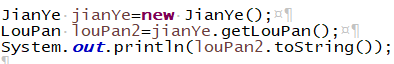 JianYe jianYe=new JianYe();¤¶
LouPan louPan2=jianYe.getLouPan();¤¶
System.out.println(louPan2.toString());
¶